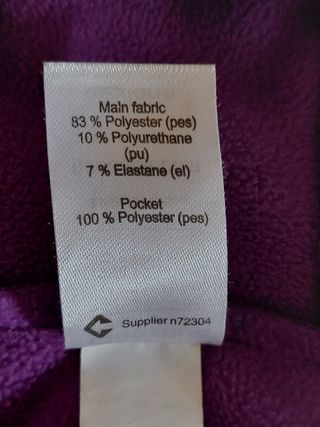 Main fabric
83 % Polyester (pes)
10 % Polyurethane
(pu)
7 % Elastane (el)
Pocket
100 % Polyester (pes)
Supplier n72304